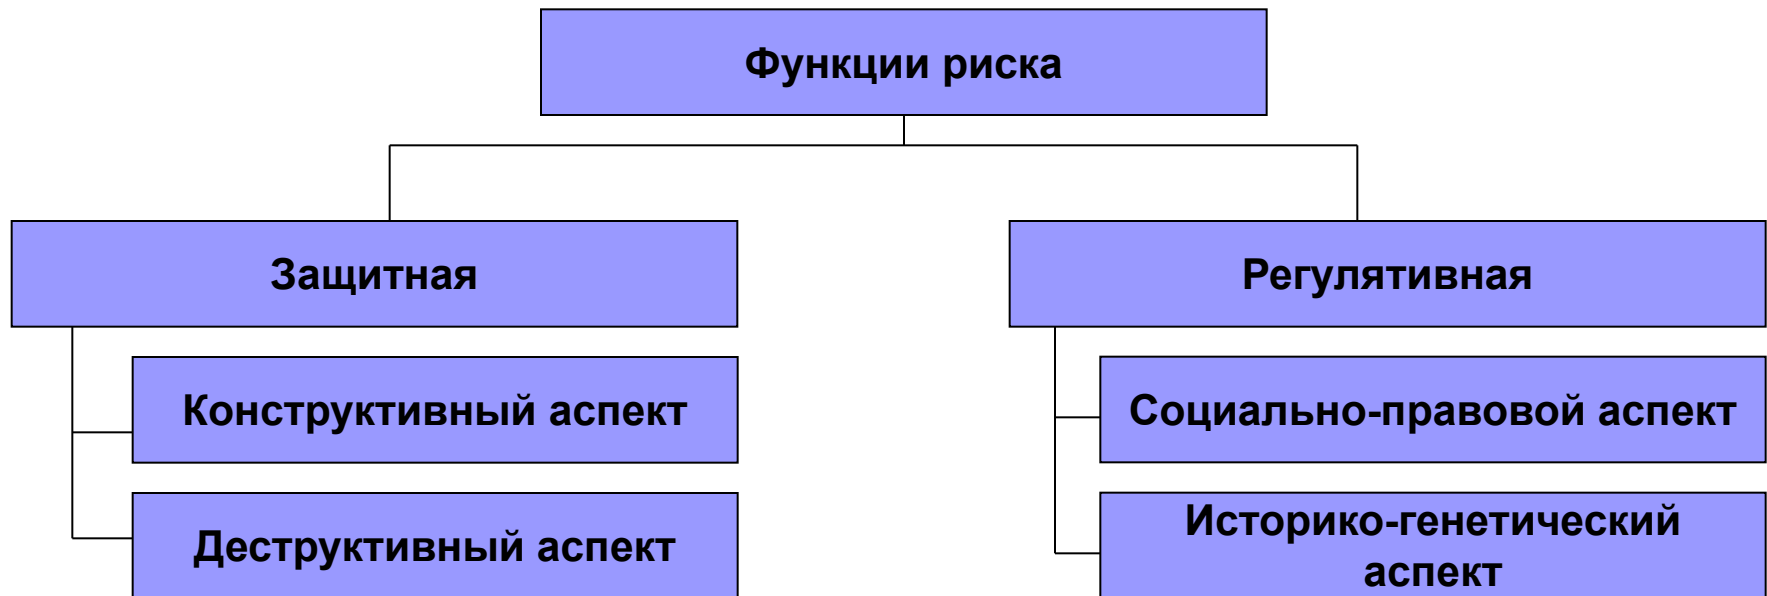 Функции риска
Защитная
Регулятивная
Конструктивный аспект
Социально-правовой аспект
Деструктивный аспект
Историко-генетический
аспект